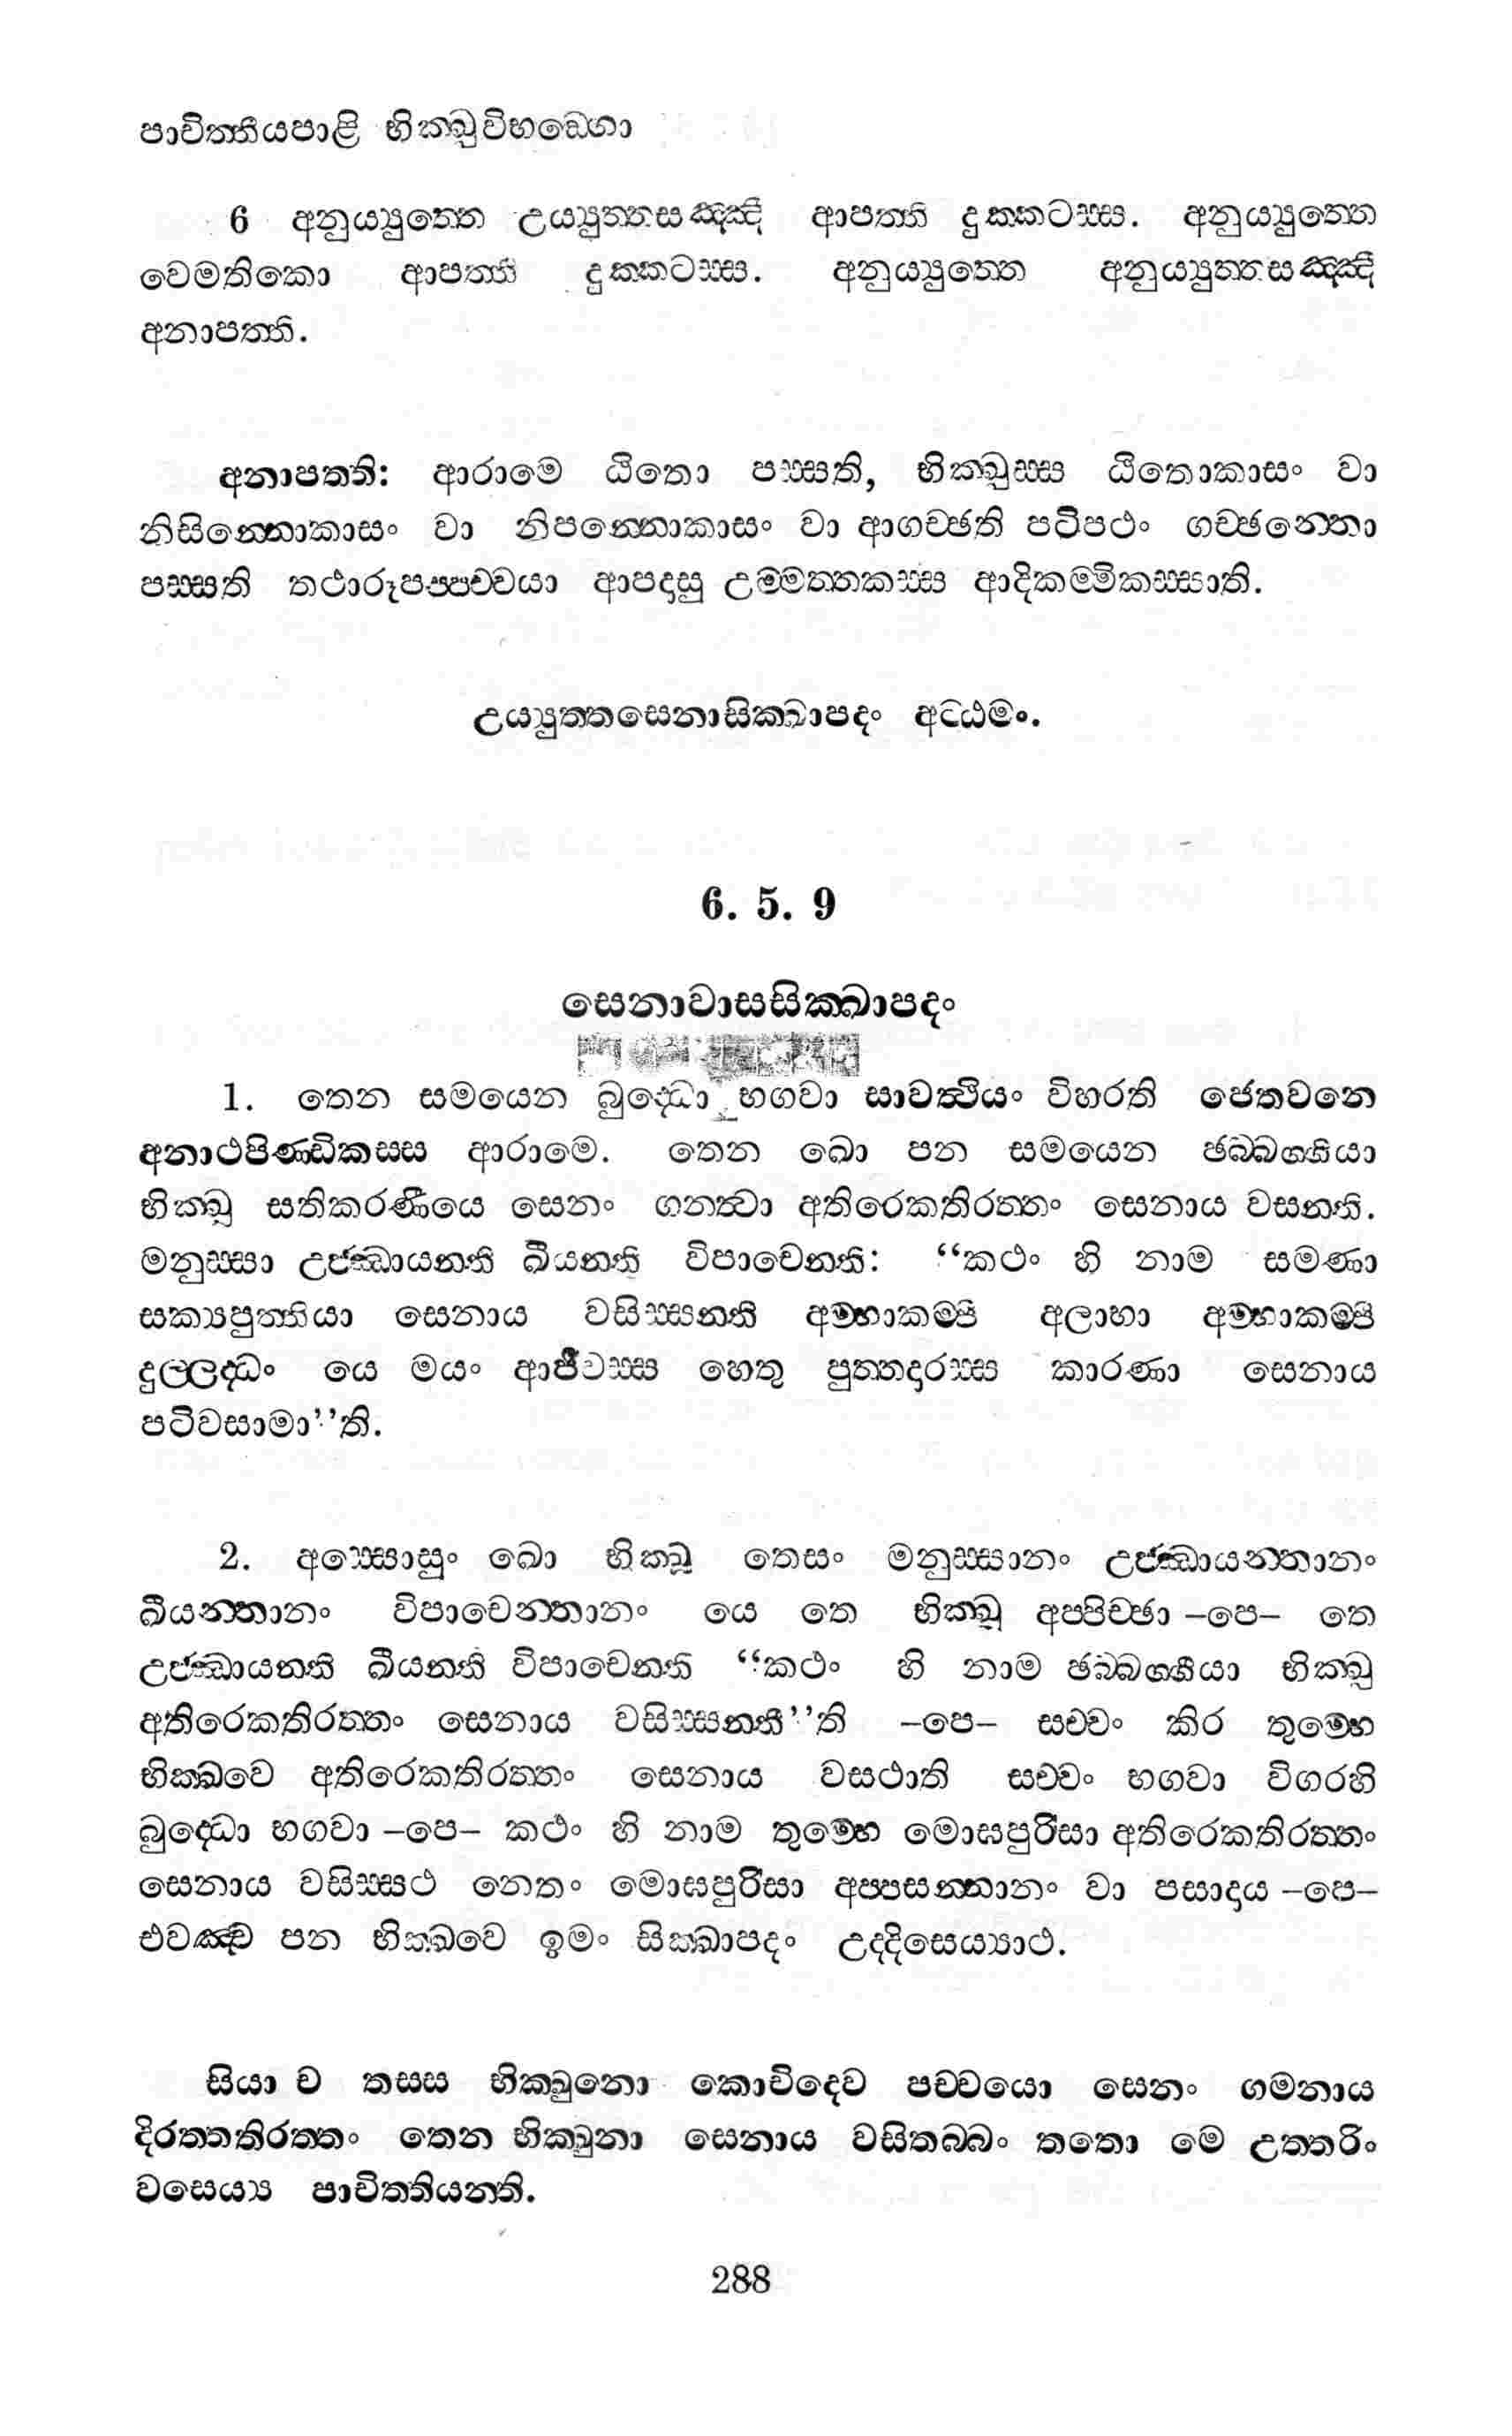 පාචිත්තියපාළි භික්ඛුවිභඞ්ගො
6 අනුය්‍යුත්තෙ උය්‍යුත්තසඤ්ඤී ආපත්ති දුක්කටස්ස. අනුය්‍යුත්තෙ
වෙමතිකො ආපත්ති දුක්කටස්ස. අනුය්‍යුත්තෙ අනුය්‍යුත්තසඤ්ඤී
අනාපත්ති.
අනාපත්ති: ආරාමෙ ඨිතො පස්සති, භික්ඛුස්ස ඨිතොකාසං වා
නිසින්නොකාසං වා නිපන්නොකාසං වා ආගච්ඡති පටිපථං ගච්ඡන්තො
පස්සති තථාරූපප්පච්චයා ආපදාසු උම්මත්තකස්ස ආදිකම්මිකස්සාති.
උය්‍යුත්තසෙනාසික්ඛාපදං අට්ඨමං.
6. 5. 9
සෙනාවාසසික්ඛාපදං
1. තෙන සමයෙන බුද්ධො භගවා සාවත්ථියං විහරති ජෙතවනෙ
අනාථපිණ්ඩිකස්ස ආරාමෙ. තෙන ඛො පන සමයෙන ඡබ්බග්ගියා
භික්ඛු සතිකරණීයෙ සෙනං ගන්ත්වා අතිරෙකතිරත්තං සෙනාය වසන්ති.
මනුස්සා උජ්ඣායන්ති ඛීයන්ති විපාචෙන්ති: “කථං හි නාම සමණා
සක්‍යපුත්තියා සෙනාය වසිස්සන්ති අම්හාකම්පි අලාභා අම්හාකම්පි
දුල්ලද්ධං යෙ මයං ආජීවස්ස හෙතු පුත්තදාරස්ස කාරණා සෙනාය
පටිවසාමා’’ති.
2. අස්සොසුං ඛො භික්ඛූ තෙසං මනුස්සානං උජ්ඣායන්තානං
ඛීයන්තානං විපාචෙන්තානං යෙ තෙ භික්ඛූ අප්පිච්ඡා –පෙ– තෙ
උජ්ඣායන්ති ඛීයන්ති විපාචෙන්ති “කථං හි නාම ඡබ්බග්ගියා භික්ඛු
අතිරෙකතිරත්තං සෙනාය වසිස්සන්තී’’ති –පෙ– සච්චං කිර තුම්හෙ
භික්ඛවෙ අතිරෙකතිරත්තං සෙනාය වසථාති සච්චං භගවා විගරහි
බුද්ධො භගවා –පෙ– කථං හි නාම තුම්හෙ මොඝපුරිසා අතිරෙකතිරත්තං
සෙනාය වසිස්සථ නෙතං මොඝපුරිසා අප්පසන්නානං වා පසාදාය –පෙ–
එවඤ්ච පන භික්ඛවෙ ඉමං සික්ඛාපදං උද්දිසෙය්‍යාථ.
සියා ච තස්ස භික්ඛුනො කොචිදෙව පච්චයො සෙනං ගමනාය
දිරත්තතිරත්තං තෙන භික්ඛුනා සෙනාය වසිතබ්බං තතො මෙ උත්තරිං
වසෙය්‍ය පාචිත්තියන්ති.
288